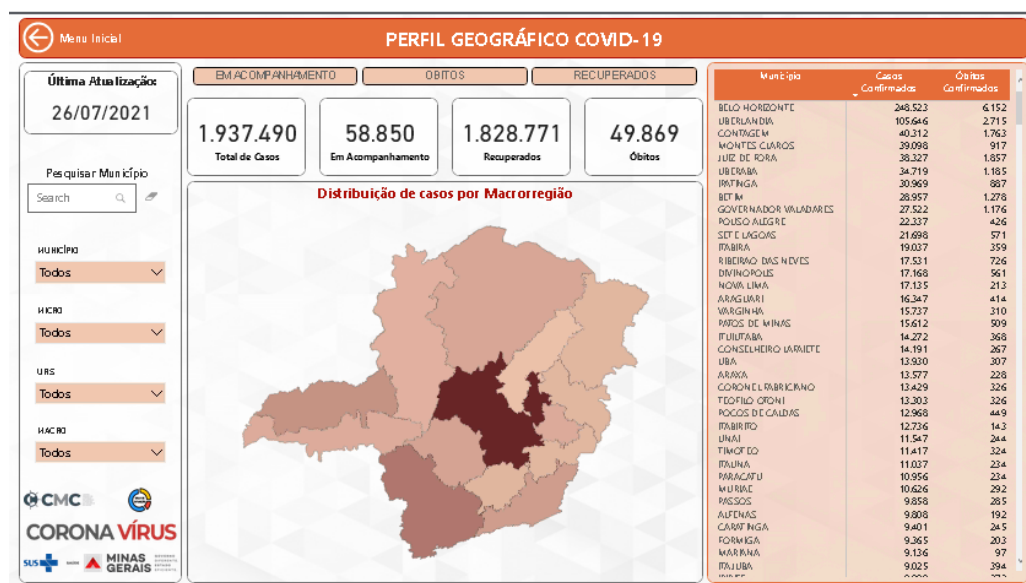 Menu Inicial
PERFIL GEOGRÁFICO COVID-19
Última Atualização:
26/07/2021
Pesquisar Município
Search
MUNICÍPIO
Todos
MICRO
Todos
URS
Todos
MACRO
Todos
CMC
CORONA VÍRUS
SUS
MINAS GERAIS
EM ACOMPANHAMENTO OBITOS RECUPERADOS
1.937.490
Total de Casos
58.850
Em Acompanhamento
1.828.771
Recuperados
49.869
Óbitos
Distribuição de casos por Macrorregião
Município Casos Confirmados Óbitos Confirmados
BELO HORIZONTE 248.523 6.152
UBERLANDIA 105.646 2.715
CONTAGEM 40.312 1.763
MONTES CLAROS 39.098 917
JUIZ DE FORA 38.327 1.857
UBERABA 34.719 1.185
IPATINGA 30.969 887
BETIM 28.957 1.278
GOVERNADOR VALADARES 27.522 1.176
POUSO ALEGRE 22.337 426
SETE LAGOAS 21.698 571
ITABIRA 19.037 359
RIBEIRAO DAS NEVES 17.531 726
DIVINOPOLIS 17.168 561
NOVA LIMA 17.135 213
ARAGUARI 16.347 414
VARGINHA 15.737 310
PATOS DE MINAS 15.612 509
ITUIUTABA 14.272 368
CONSELHEIRO LAFAIETE 14.191 267
UBA 13.930 307
ARAXA 13.577 228
CORONEL FABRICIANO 13.429 326
TEOFILO OTONI 13.303 326
POCOS DE CALDAS 12.968 449
ITABIRITO 12.736 143
UNAI 11.547 244
TIMOTEO 11.417 324
ITAUNA 11.037 234
PARACATU 10.956 234
MURIAE 10.626 292
PASSOS 9.858 285
ALFENAS 9.808 192
CARATINGA 9.401 245
FORMIGA 9.365 203
MARIANA 9.136 97
ITAJUBA 9.025 394